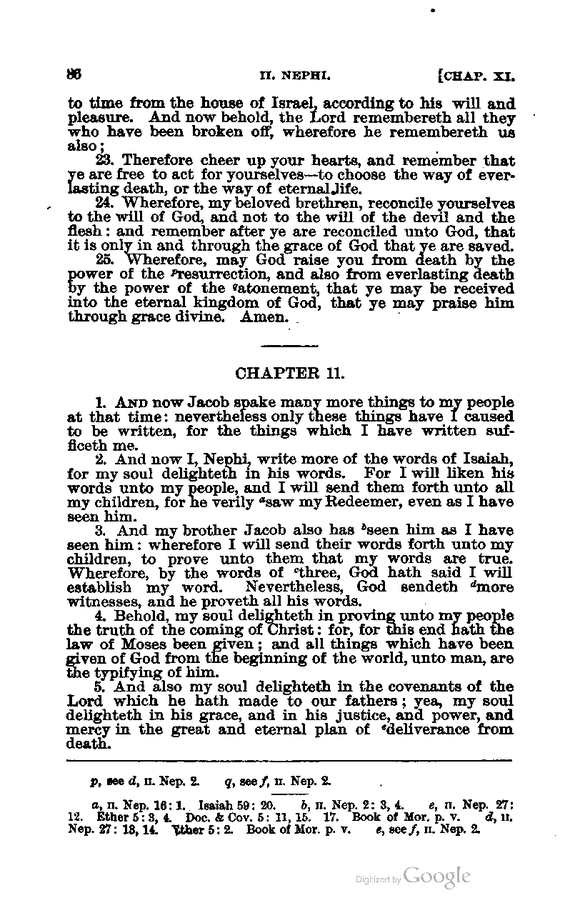 86 II. NEPHI. [CHAP. XI.
to time from the house of Israel, according to his will and
pleasure. And now behold, the Lord remembereth all they
who have been broken off, wherefore he remembereth us
also;
23. Therefore cheer up your hearts, and remember that
ye are free to act for yourselves—to choose the way of ever-
lasting death, or the way of eternal life.
24. Wherefore, my beloved brethren, reconcile yourselves
to the will of God, and not to the will of the devil and the
flesh: and remember after ye are reconciled unto God, that
it is only in and through the grace of God that ye are saved.
25. Wherefore, may God raise you from death by the
power of the ᵖresurrection, and also from everlasting death
by the power of the qatonement, that ye may be received
into the eternal kingdom of God, that ye may praise him
through grace divine. Amen.
CHAPTER 11.
1. AND now Jacob spake many more things to my people
at that time: nevertheless only these things have I caused
to be written, for the things which I have written suf-
ficeth me.
2. And now I, Nephi, write more of the words of Isaiah,
for my soul delighteth in his words. For I will liken his
words unto my people, and I will send them forth unto all
my children, for he verily ᵃsaw my Redeemer, even as I have
seen him.
3. And my brother Jacob also has ᵇseen him as I have
seen him: wherefore I will send their words forth unto my
children, to prove unto them that my words are true.
Wherefore, by the words of ᶜthree, God hath said I will
establish my word. Nevertheless, God sendeth ᵈmore
witnesses, and he proveth all his words.
4. Behold, my soul delighteth in proving unto my people
the truth of the coming of Christ: for, for this end hath the
law of Moses been given; and all things which have been
given of God from the beginning of the world, unto man, are
the typifying of him.
5. And also my soul delighteth in the covenants of the
Lord which he hath made to our fathers; yea, my soul
delighteth in his grace, and in his justice, and power, and
mercy in the great and eternal plan of ᵉdeliverance from
death.
p, see d, II. Nep. 2. q, see f, II. Nep. 2.
a, II. Nep. 16: 1. Isaiah 59: 20. b, II. Nep. 2: 3, 4. c, II. Nep. 27:
12. Ether 5: 3, 4. Doc. & Cov. 5: 11, 15. 17. Book of Mor. p. v. d, II.
Nep. 27: 13, 14. Ether 5: 2. Book of Mor. p. v. e, see f, II. Nep. 2.
Digitized by Google